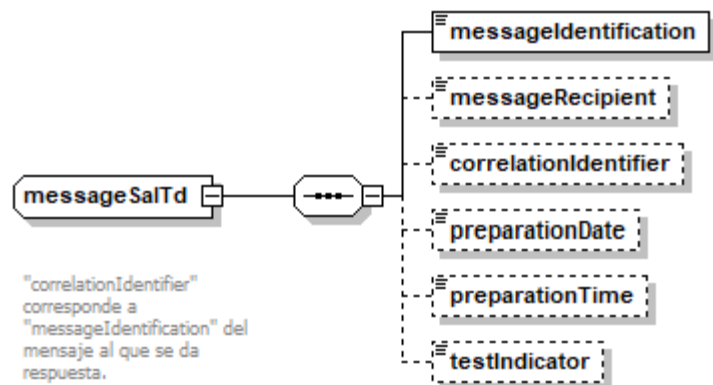 messageIdentification
messageRecipient
correlationIdentifier
messageSalTd
preparationDate
preparationTime
testIndicator
"correlationIdentifier"
corresponde a
"messageIdentification" del
mensaje al que se da
respuesta.